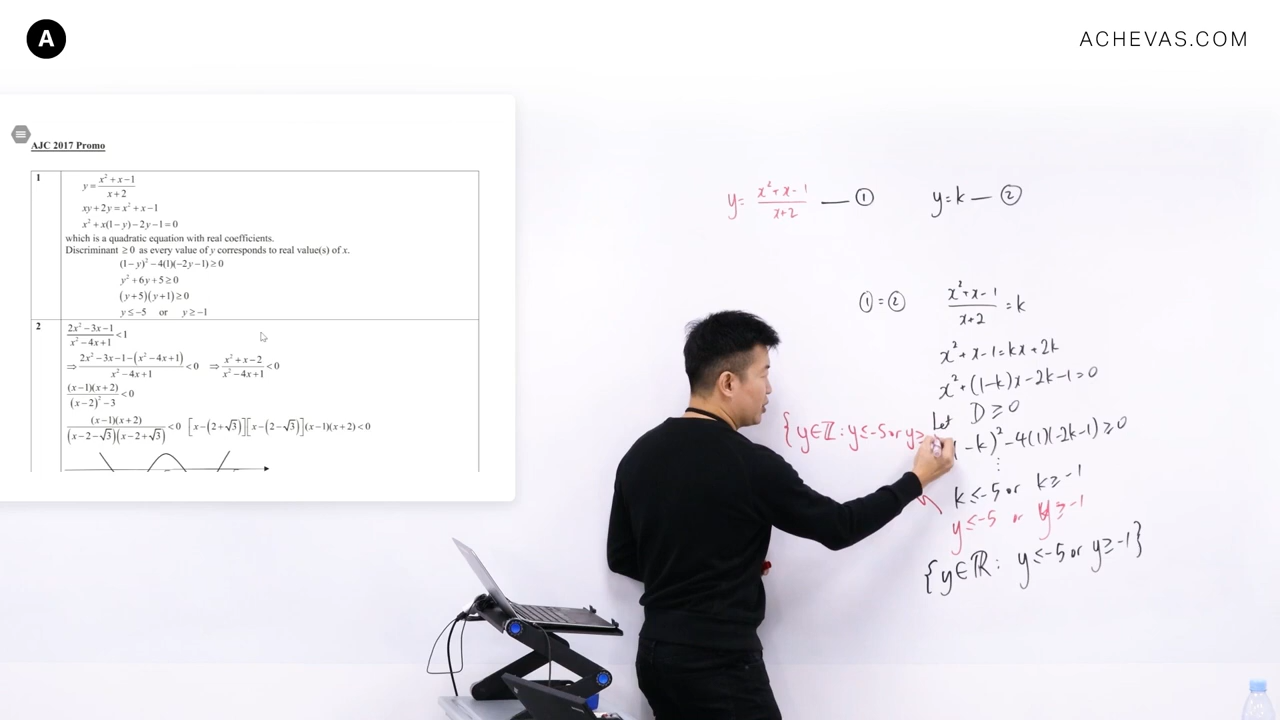 A
ACHEVAS.COM
AJC 2017 Promo
1
y = (x² + x − 1)/(x + 2)
xy + 2y = x² + x − 1
x² + x(1 − y) − 2y − 1 = 0
which is a quadratic equation with real coefficients.
Discriminant ≥ 0 as every value of y corresponds to real value(s) of x.
(1 − y)² − 4(1)(−2y − 1) ≥ 0
y² + 6y + 5 ≥ 0
(y + 5)(y + 1) ≥ 0
y ≤ −5 or y ≥ −1
2
(2x² − 3x − 1)/(x² − 4x + 1) < 1
⇒ (2x² − 3x − 1 − (x² − 4x + 1))/(x² − 4x + 1) < 0 ⇒ (x² + x − 2)/(x² − 4x + 1) < 0
(x − 1)(x + 2)/((x − 2)² − 3) < 0
(x − 1)(x + 2)/((x − 2 − √3)(x − 2 + √3)) < 0 [x − (2 + √3)][x − (2 − √3)](x − 1)(x + 2) < 0
y = (x² + x − 1)/(x + 2) — ① y = k — ②
① = ② (x² + x − 1)/(x + 2) = k
x² + x − 1 = kx + 2k
x² + (1 − k)x − 2k − 1 = 0
Let D ≥ 0
− k)² − 4(1)(−2k − 1) ≥ 0
⋮
k ≤ −5 or k ≥ −1
y ≤ −5 or y ≥ −1
{y ∈ ℝ : y ≤ −5 or y ≥ −1}
{y ∈ ℤ : y ≤ −5 or y ≥